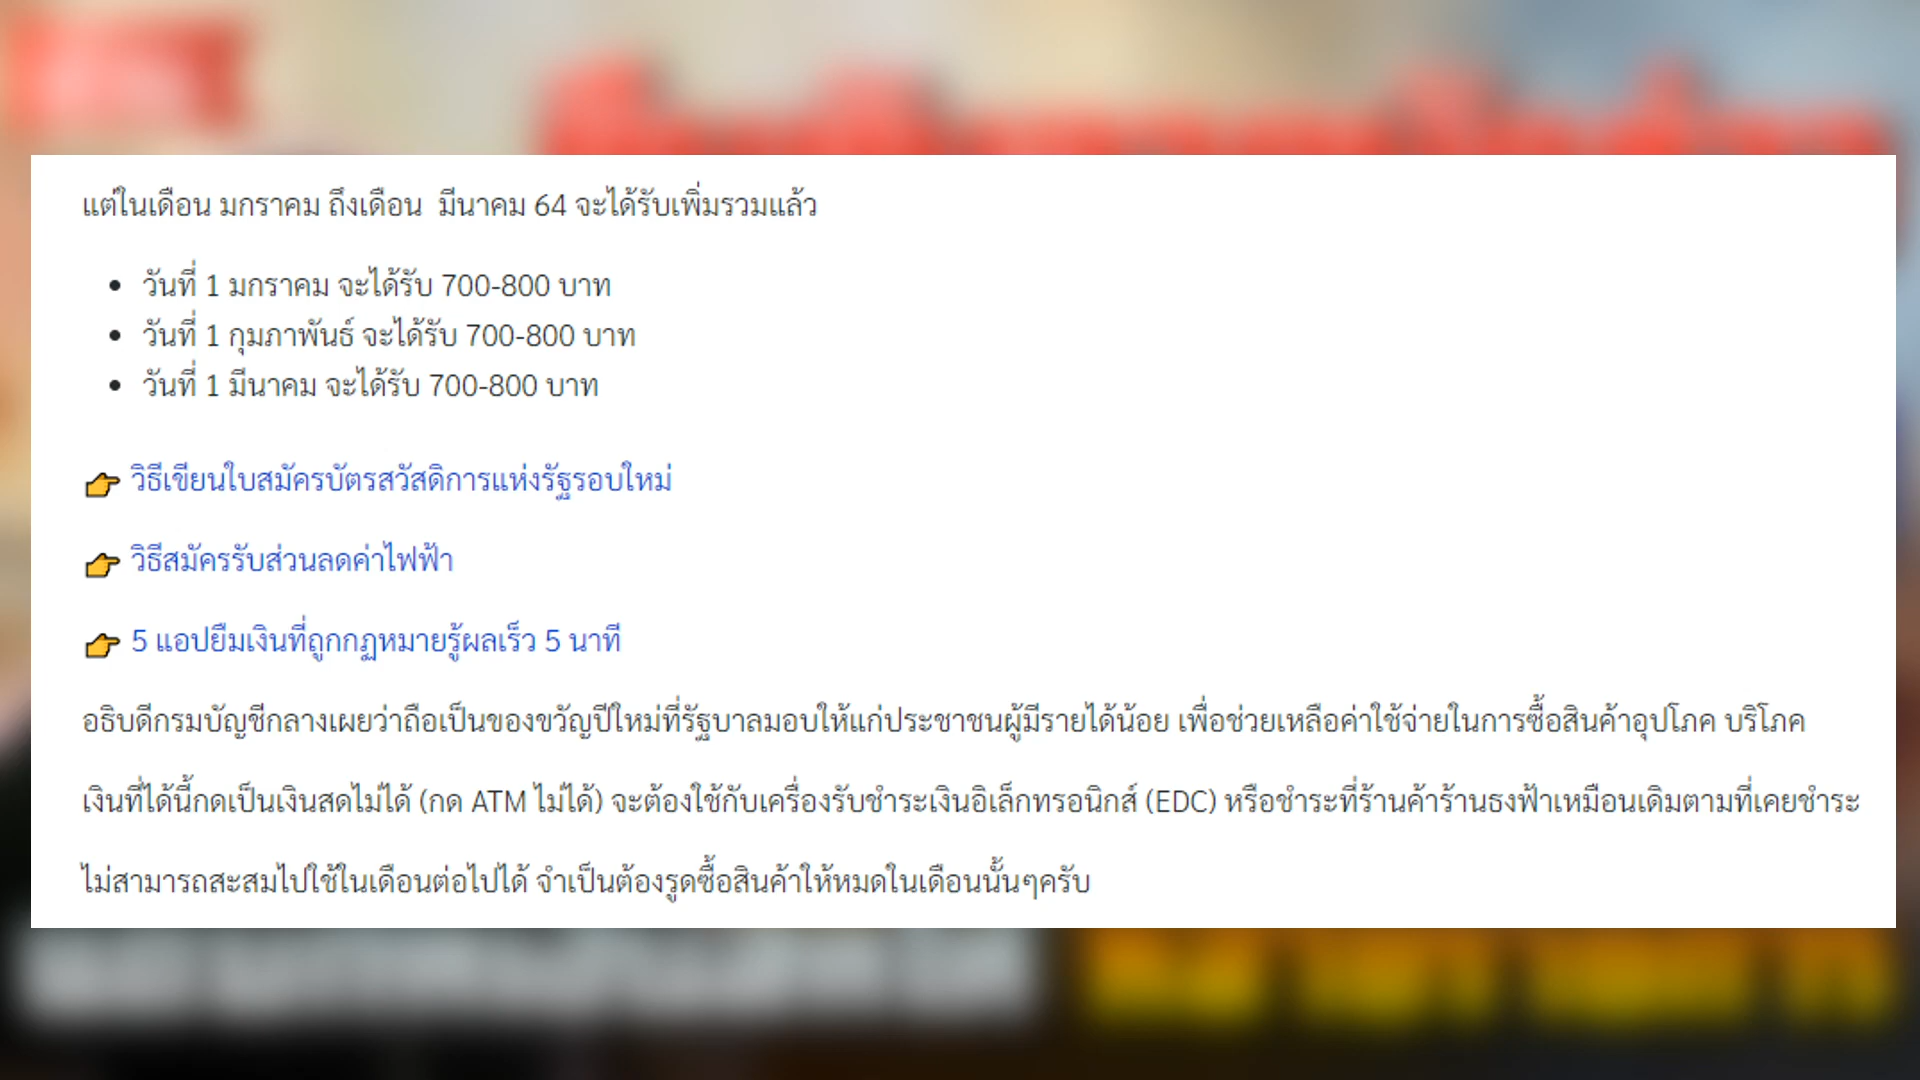 แต่ในเดือน มกราคม ถึงเดือน มีนาคม 64 จะได้รับเพิ่มรวมแล้ว
• วันที่ 1 มกราคม จะได้รับ 700-800 บาท
• วันที่ 1 กุมภาพันธ์ จะได้รับ 700-800 บาท
• วันที่ 1 มีนาคม จะได้รับ 700-800 บาท
👉 วิธีเขียนใบสมัครบัตรสวัสดิการแห่งรัฐรอบใหม่
👉 วิธีสมัครรับส่วนลดค่าไฟฟ้า
👉 5 แอปยืมเงินที่ถูกกฏหมายรู้ผลเร็ว 5 นาที
อธิบดีกรมบัญชีกลางเผยว่าถือเป็นของขวัญปีใหม่ที่รัฐบาลมอบให้แก่ประชาชนผู้มีรายได้น้อย เพื่อช่วยเหลือค่าใช้จ่ายในการซื้อสินค้าอุปโภค บริโภค
เงินที่ได้นี้กดเป็นเงินสดไม่ได้ (กด ATM ไม่ได้) จะต้องใช้กับเครื่องรับชำระเงินอิเล็กทรอนิกส์ (EDC) หรือชำระที่ร้านค้าร้านธงฟ้าเหมือนเดิมตามที่เคยชำระ
ไม่สามารถสะสมไปใช้ในเดือนต่อไปได้ จำเป็นต้องรูดซื้อสินค้าให้หมดในเดือนนั้นๆครับ